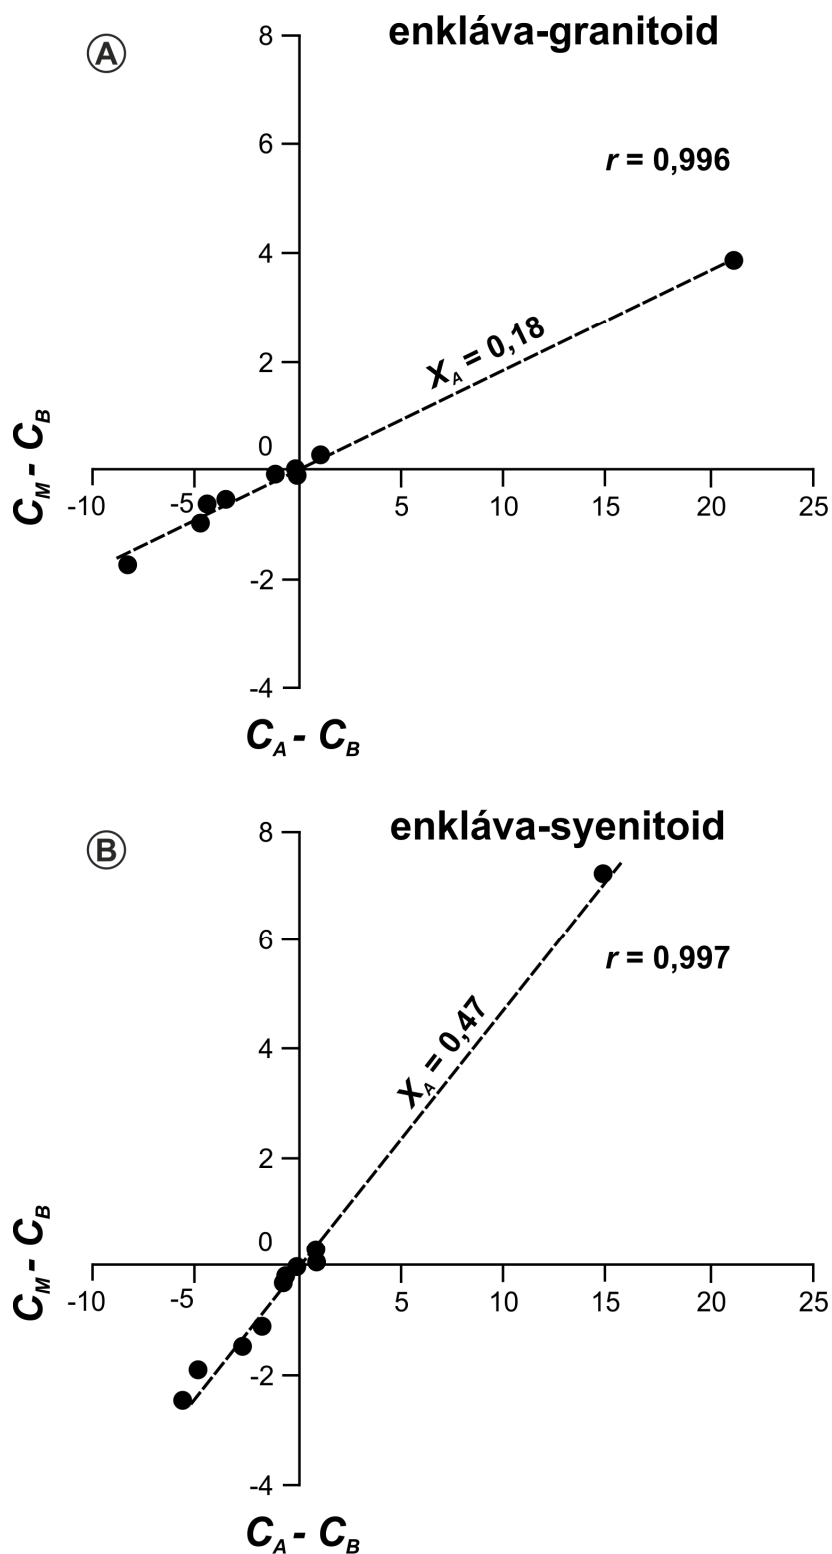 A
enkláva-granitoid
r = 0,996
X_A = 0,18
C_M - C_B
8
6
4
2
0
-2
-4
-10 -5 5 10 15 20 25
C_A - C_B
B
enkláva-syenitoid
r = 0,997
X_A = 0,47
C_M - C_B
8
6
4
2
0
-2
-4
-10 -5 5 10 15 20 25
C_A - C_B